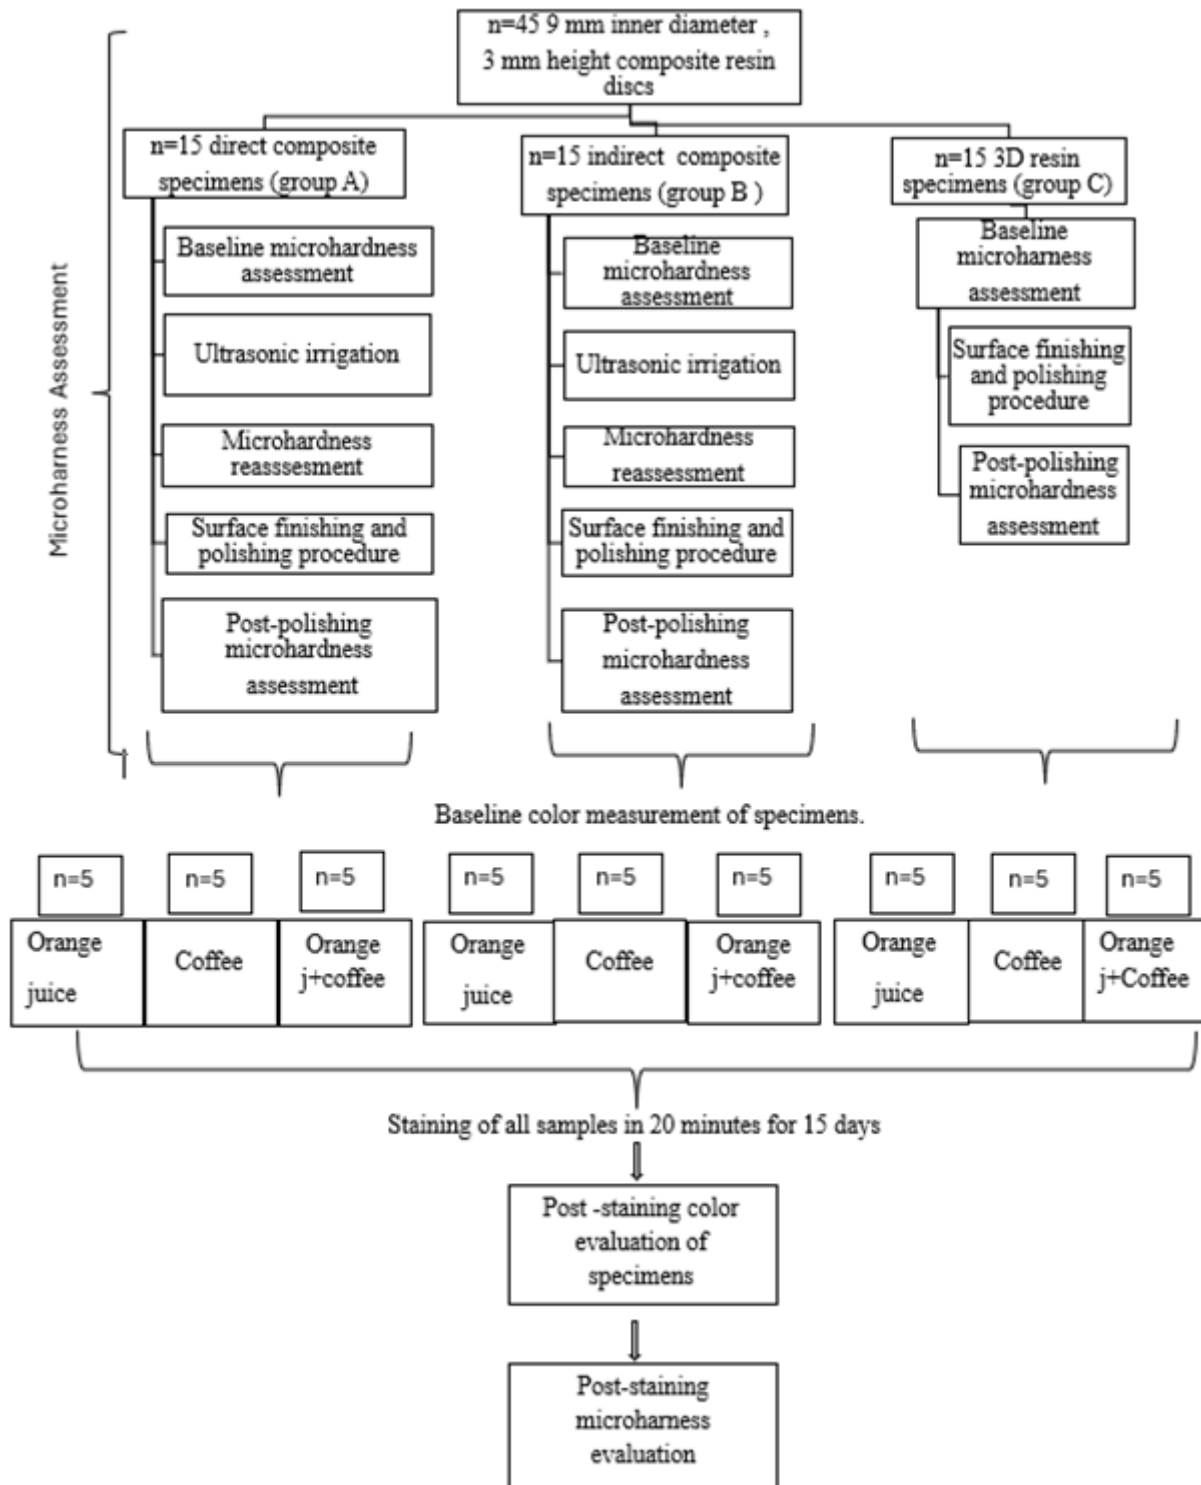 n=45 9 mm inner diameter ,
3 mm height composite resin
discs
n=15 direct composite
specimens (group A)
n=15 indirect composite
specimens (group B )
n=15 3D resin
specimens (group C)
Microharness Assessment
Baseline microhardness
assessment
Ultrasonic irrigation
Microhardness
reasssesment
Surface finishing and
polishing procedure
Post-polishing
microhardness
assessment
Baseline
microhardness
assessment
Ultrasonic irrigation
Microhardness
reassessment
Surface finishing and
polishing procedure
Post-polishing
microhardness
assessment
Baseline
microharness
assessment
Surface finishing
and polishing
procedure
Post-polishing
microhardness
assessment
Baseline color measurement of specimens.
n=5
n=5
n=5
n=5
n=5
n=5
n=5
n=5
n=5
Orange
juice
Coffee
Orange
j+coffee
Orange
juice
Coffee
Orange
j+coffee
Orange
juice
Coffee
Orange
j+Coffee
Staining of all samples in 20 minutes for 15 days
Post -staining color
evaluation of
specimens
Post-staining
microharness
evaluation